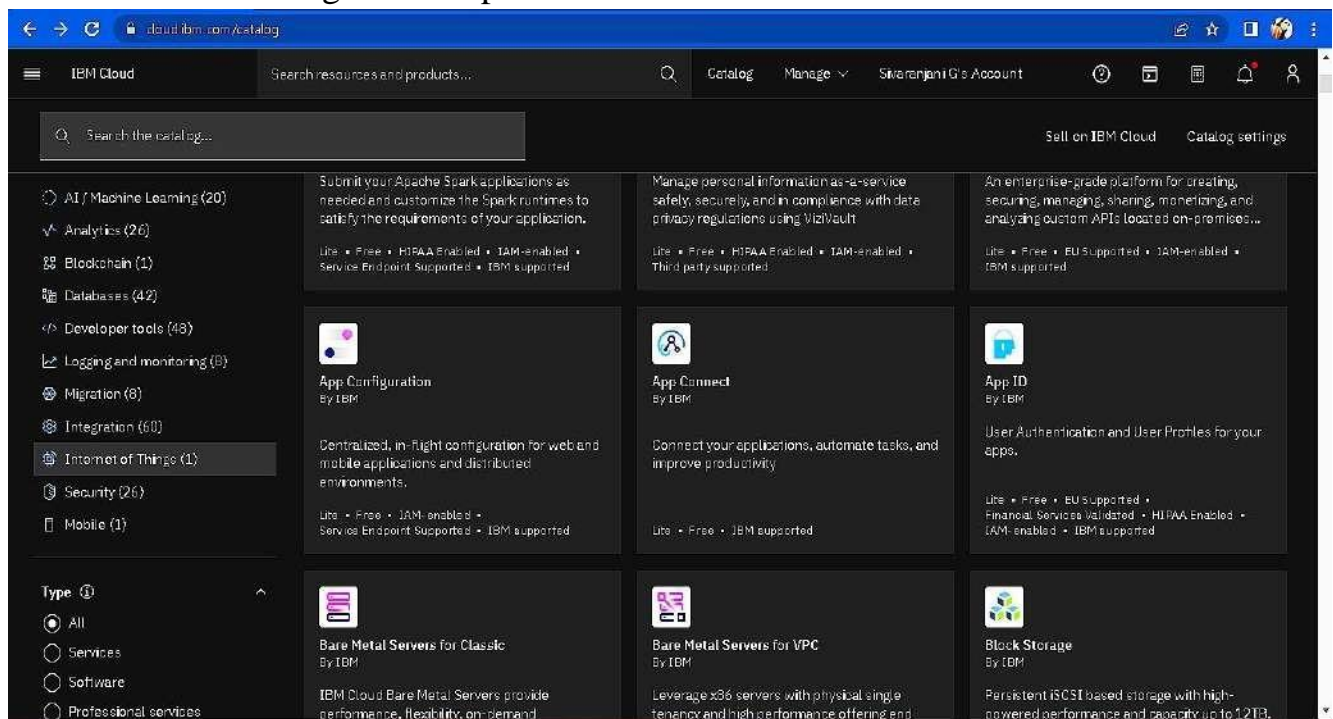 cloud.ibm.com/catalog
IBM Cloud
Search resources and products...
Catalog
Manage
Sivaranjani G's Account
Search the catalog...
Sell on IBM Cloud
Catalog settings
AI / Machine Learning (20)
Analytics (26)
Blockchain (1)
Databases (42)
Developer tools (48)
Logging and monitoring (8)
Migration (8)
Integration (60)
Internet of Things (1)
Security (26)
Mobile (1)
Type
All
Services
Software
Professional services
Submit your Apache Spark applications as
needed and customize the Spark runtimes to
satisfy the requirements of your application.
Lite • Free • HIPAA Enabled • IAM-enabled •
Service Endpoint Supported • IBM supported
Manage personal information as-a-service
safely, securely, and in compliance with data
privacy regulations using ViziVault
Lite • Free • HIPAA Enabled • IAM-enabled •
Third party supported
An enterprise-grade platform for creating,
securing, managing, sharing, monetizing, and
analyzing custom APIs located on-premises...
Lite • Free • EU Supported • IAM-enabled •
IBM supported
App Configuration
By IBM
Centralized, in-flight configuration for web and
mobile applications and distributed
environments.
Lite • Free • IAM-enabled •
Service Endpoint Supported • IBM supported
App Connect
By IBM
Connect your applications, automate tasks, and
improve productivity
Lite • Free • IBM supported
App ID
By IBM
User Authentication and User Profiles for your
apps.
Lite • Free • EU Supported •
Financial Services Validated • HIPAA Enabled •
IAM-enabled • IBM supported
Bare Metal Servers for Classic
By IBM
IBM Cloud Bare Metal Servers provide
performance, flexibility, on-demand
Bare Metal Servers for VPC
By IBM
Leverage x86 servers with physical single
tenancy and high performance offering end
Block Storage
By IBM
Persistent iSCSI based storage with high-
powered performance and capacity up to 12TB.